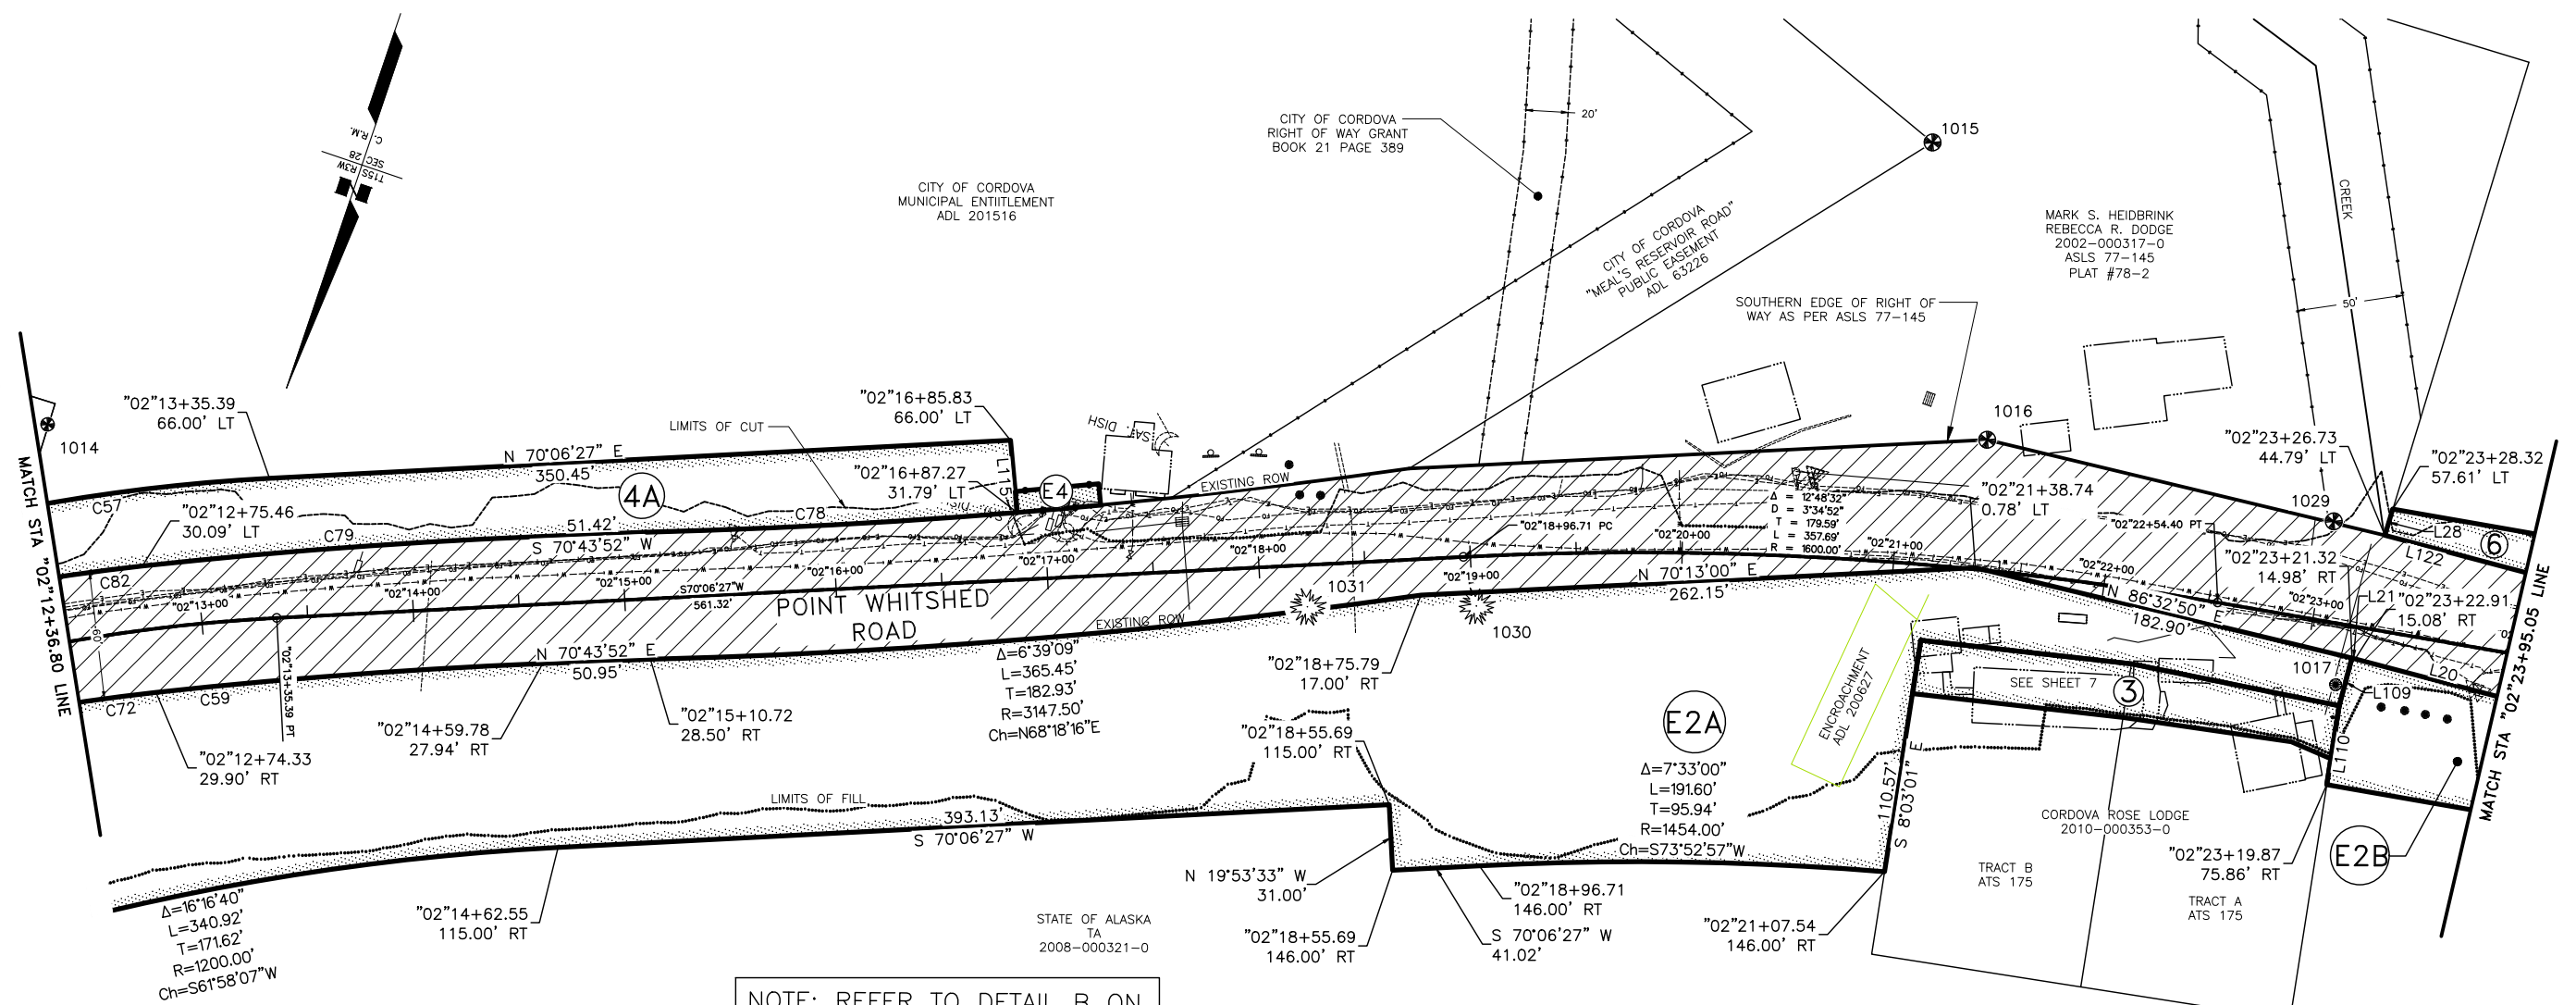 C. R.M.
SEC 28
T15S R3W
CITY OF CORDOVA
MUNICIPAL ENTIITLEMENT
ADL 201516
CITY OF CORDOVA
RIGHT OF WAY GRANT
BOOK 21 PAGE 389
20'
1015
CITY OF CORDOVA
"MEAL'S RESERVOIR ROAD"
PUBLIC EASEMENT
ADL 63226
MARK S. HEIDBRINK
REBECCA R. DODGE
2002-000317-0
ASLS 77-145
PLAT #78-2
CREEK
50'
SOUTHERN EDGE OF RIGHT OF
WAY AS PER ASLS 77-145
MATCH STA "02"12+36.80 LINE
1014
"02"13+35.39
66.00' LT
LIMITS OF CUT
"02"16+85.83
66.00' LT
N 70°06'27" E
350.45'
4A
"02"16+87.27
31.79' LT
L15
E4
SAT. DISH
EXISTING ROW
1016
"02"23+26.73
44.79' LT
"02"23+28.32
57.61' LT
1029
C57
"02"12+75.46
30.09' LT
C79
51.42'
S 70°43'52" W
C78
"02"18+96.71 PC
Δ = 12°48'32"
D = 3°34'52"
T = 179.59'
L = 357.69'
R = 1600.00'
"02"21+38.74
0.78' LT
"02"22+54.40 PT
L28
6
L122
C82
60'
"02"13+00
"02"14+00
"02"15+00
S70°06'27"W
561.32'
"02"16+00
"02"17+00
"02"18+00
"02"19+00
"02"20+00
"02"21+00
"02"22+00
"02"23+00
"02"23+21.32
14.98' RT
L21
"02"23+22.91
15.08' RT
POINT WHITSHED
ROAD
EXISTING ROW
1031
1030
N 70°13'00" E
262.15'
N 86°32'50" E
182.90'
1017
L20
L109
C72
C59
"02"13+35.39 PT
N 70°43'52" E
50.95'
"02"12+74.33
29.90' RT
"02"14+59.78
27.94' RT
"02"15+10.72
28.50' RT
Δ=6°39'09"
L=365.45'
T=182.93'
R=3147.50'
Ch=N68°18'16"E
"02"18+75.79
17.00' RT
"02"18+55.69
115.00' RT
E2A
ENCROACHMENT
ADL 200627
SEE SHEET 7
3
L110
MATCH STA "02"23+95.05 LINE
Δ=7°33'00"
L=191.60'
T=95.94'
R=1454.00'
Ch=S73°52'57"W
110.57'
S 8°03'01" E
LIMITS OF FILL
393.13'
S 70°06'27" W
CORDOVA ROSE LODGE
2010-000353-0
"02"23+19.87
75.86' RT
E2B
TRACT B
ATS 175
TRACT A
ATS 175
N 19°53'33" W
31.00'
"02"18+96.71
146.00' RT
Δ=16°16'40"
L=340.92'
T=171.62'
R=1200.00'
Ch=S61°58'07"W
"02"14+62.55
115.00' RT
STATE OF ALASKA
TA
2008-000321-0
"02"18+55.69
146.00' RT
S 70°06'27" W
41.02'
"02"21+07.54
146.00' RT
NOTE: REFER TO DETAIL B ON